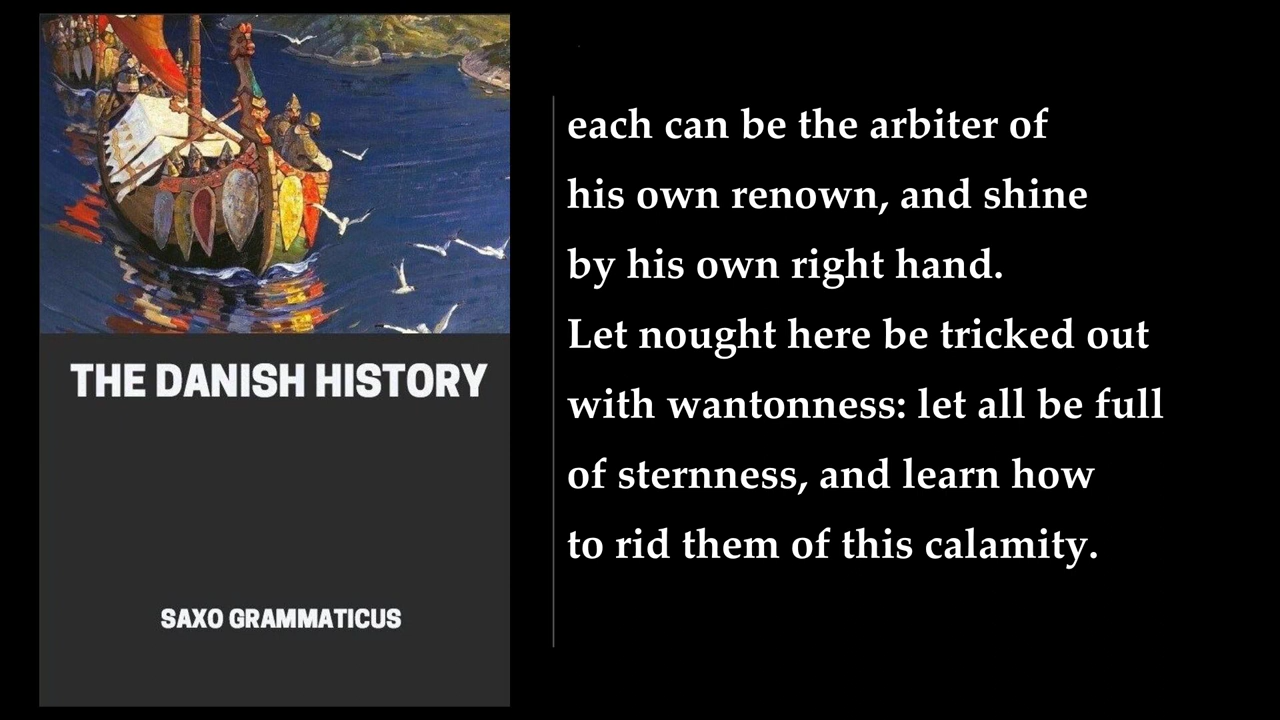 THE DANISH HISTORY
SAXO GRAMMATICUS
each can be the arbiter of
his own renown, and shine
by his own right hand.
Let nought here be tricked out
with wantonness: let all be full
of sternness, and learn how
to rid them of this calamity.